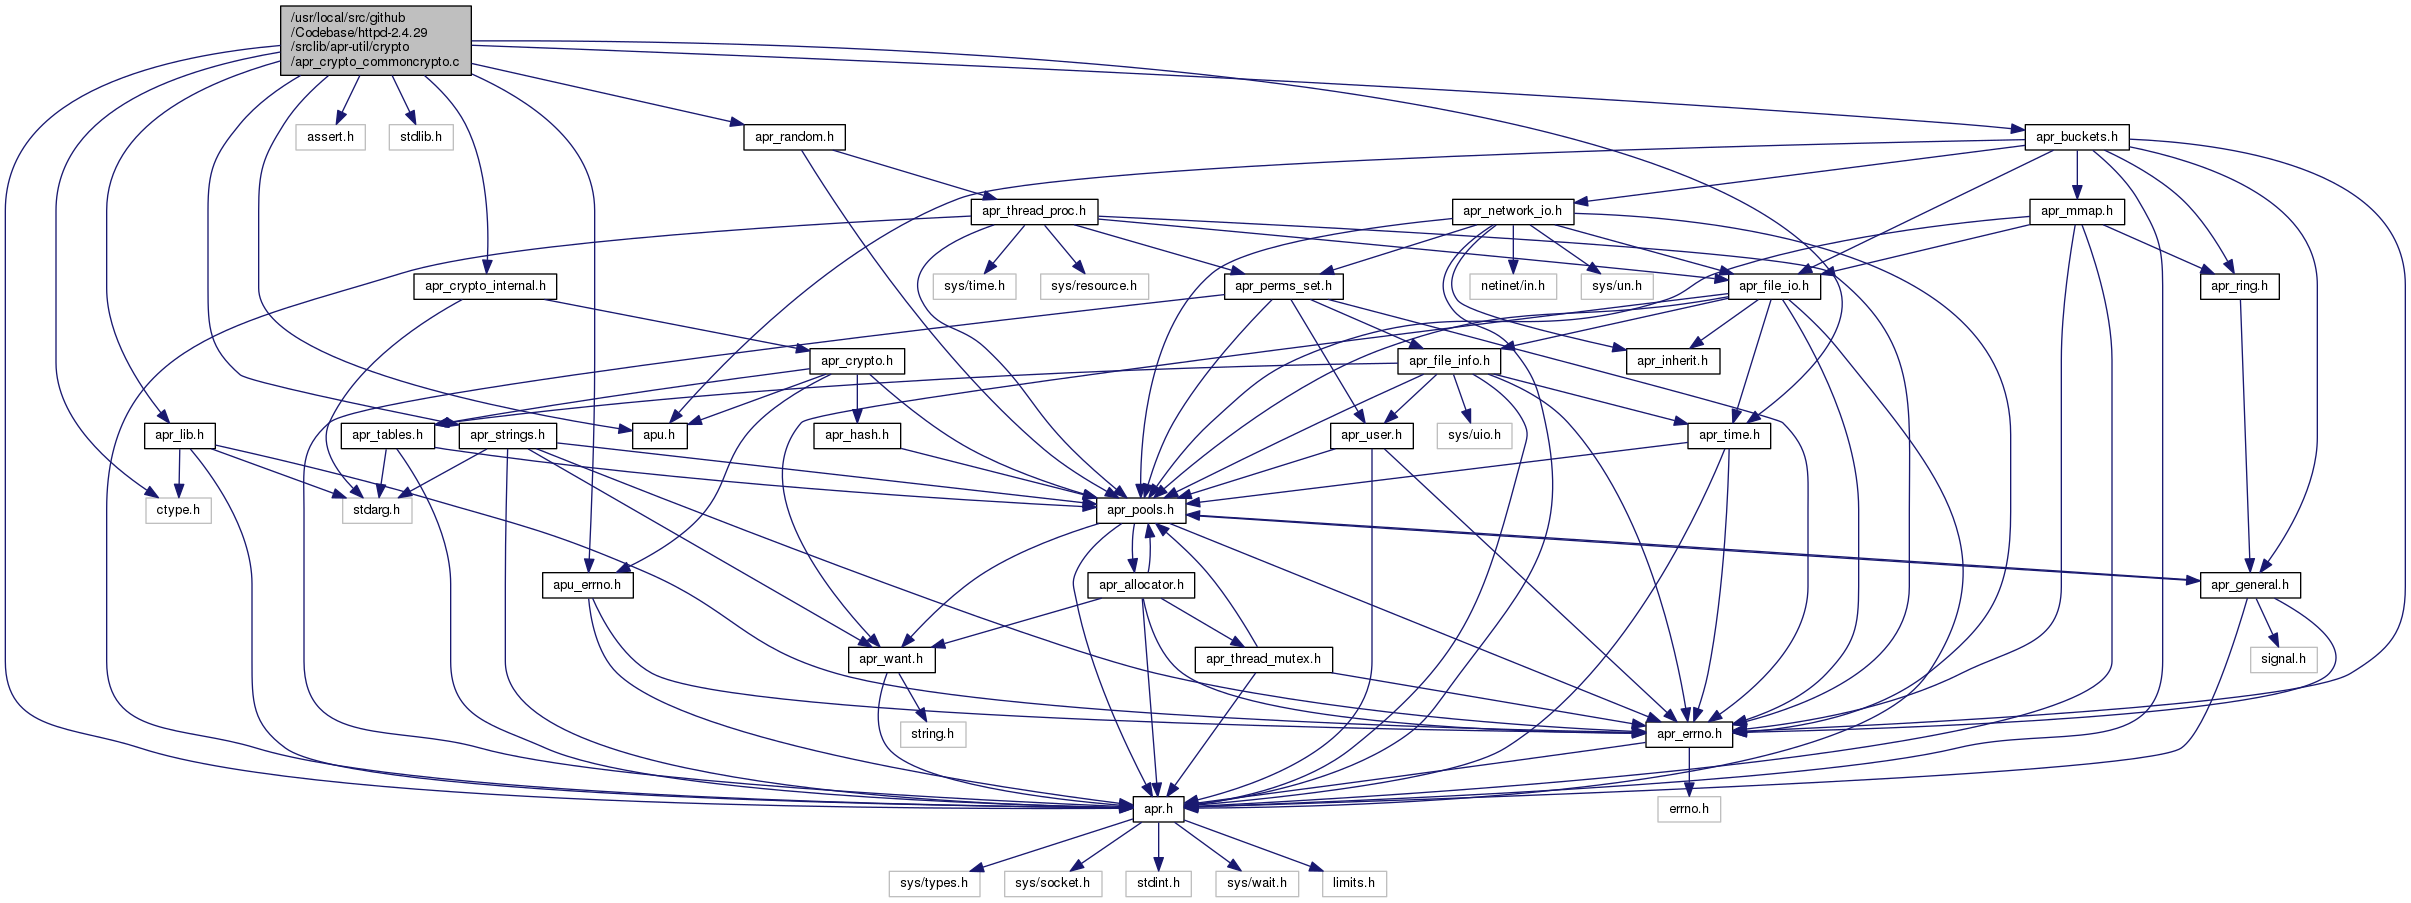 /usr/local/src/github
/Codebase/httpd-2.4.29
/srclib/apr-util/crypto
/apr_crypto_commoncrypto.c
assert.h
stdlib.h
apr_random.h
apr_buckets.h
apr_thread_proc.h
apr_network_io.h
apr_mmap.h
apr_crypto_internal.h
sys/time.h
sys/resource.h
apr_perms_set.h
netinet/in.h
sys/un.h
apr_file_io.h
apr_ring.h
apr_crypto.h
apr_file_info.h
apr_inherit.h
apr_lib.h
apr_tables.h
apr_strings.h
apu.h
apr_hash.h
apr_user.h
sys/uio.h
apr_time.h
ctype.h
stdarg.h
apr_pools.h
apu_errno.h
apr_allocator.h
apr_general.h
apr_want.h
apr_thread_mutex.h
signal.h
string.h
apr_errno.h
apr.h
errno.h
sys/types.h
sys/socket.h
stdint.h
sys/wait.h
limits.h